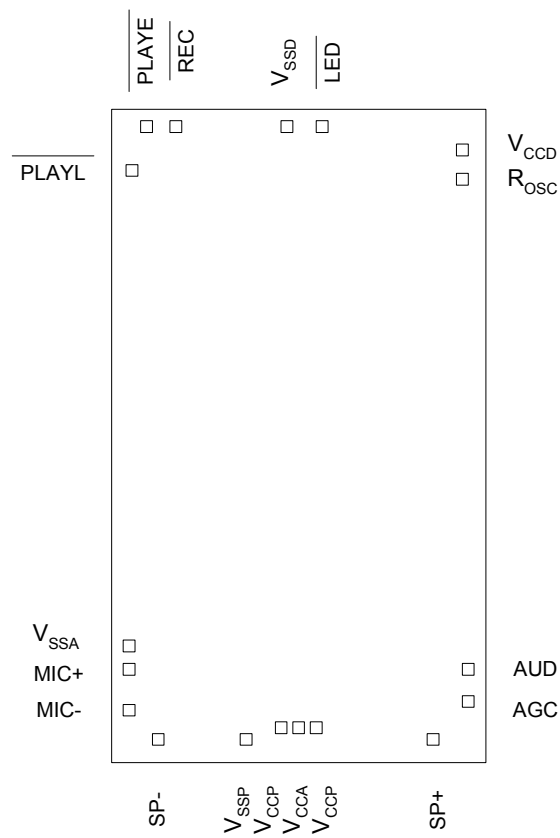 PLAYE
REC
VSSD
LED
VCCD
PLAYL
ROSC
VSSA
MIC+
AUD
MIC-
AGC
SP-
VSSP
VCCP
VCCA
VCCP
SP+